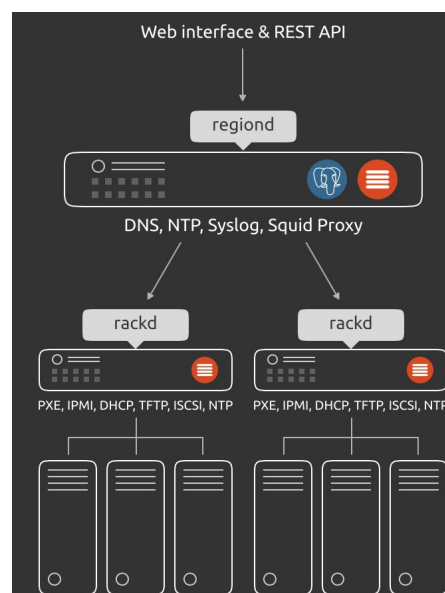 Web interface & REST API
regiond
DNS, NTP, Syslog, Squid Proxy
rackd
rackd
PXE, IPMI, DHCP, TFTP, ISCSI, NTP
PXE, IPMI, DHCP, TFTP, ISCSI, NTP